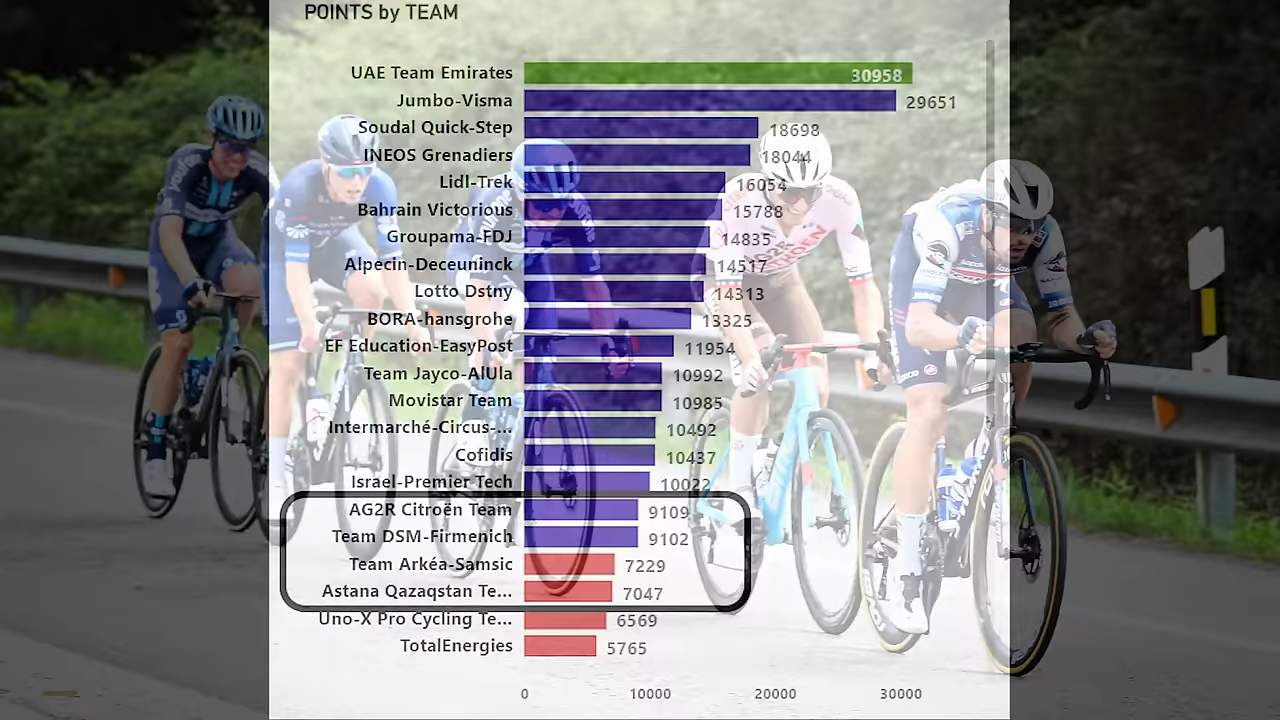 POINTS by TEAM
UAE Team Emirates 30958
Jumbo-Visma 29651
Soudal Quick-Step 18698
INEOS Grenadiers 18044
Lidl-Trek 16054
Bahrain Victorious 15788
Groupama-FDJ 14835
Alpecin-Deceuninck 14517
Lotto Dstny 14313
BORA-hansgrohe 13325
EF Education-EasyPost 11954
Team Jayco-AlUla 10992
Movistar Team 10985
Intermarché-Circus-... 10492
Cofidis 10437
Israel-Premier Tech 10022
AG2R Citroën Team 9109
Team DSM-Firmenich 9102
Team Arkéa-Samsic 7229
Astana Qazaqstan Te... 7047
Uno-X Pro Cycling Te... 6569
TotalEnergies 5765
0 10000 20000 30000